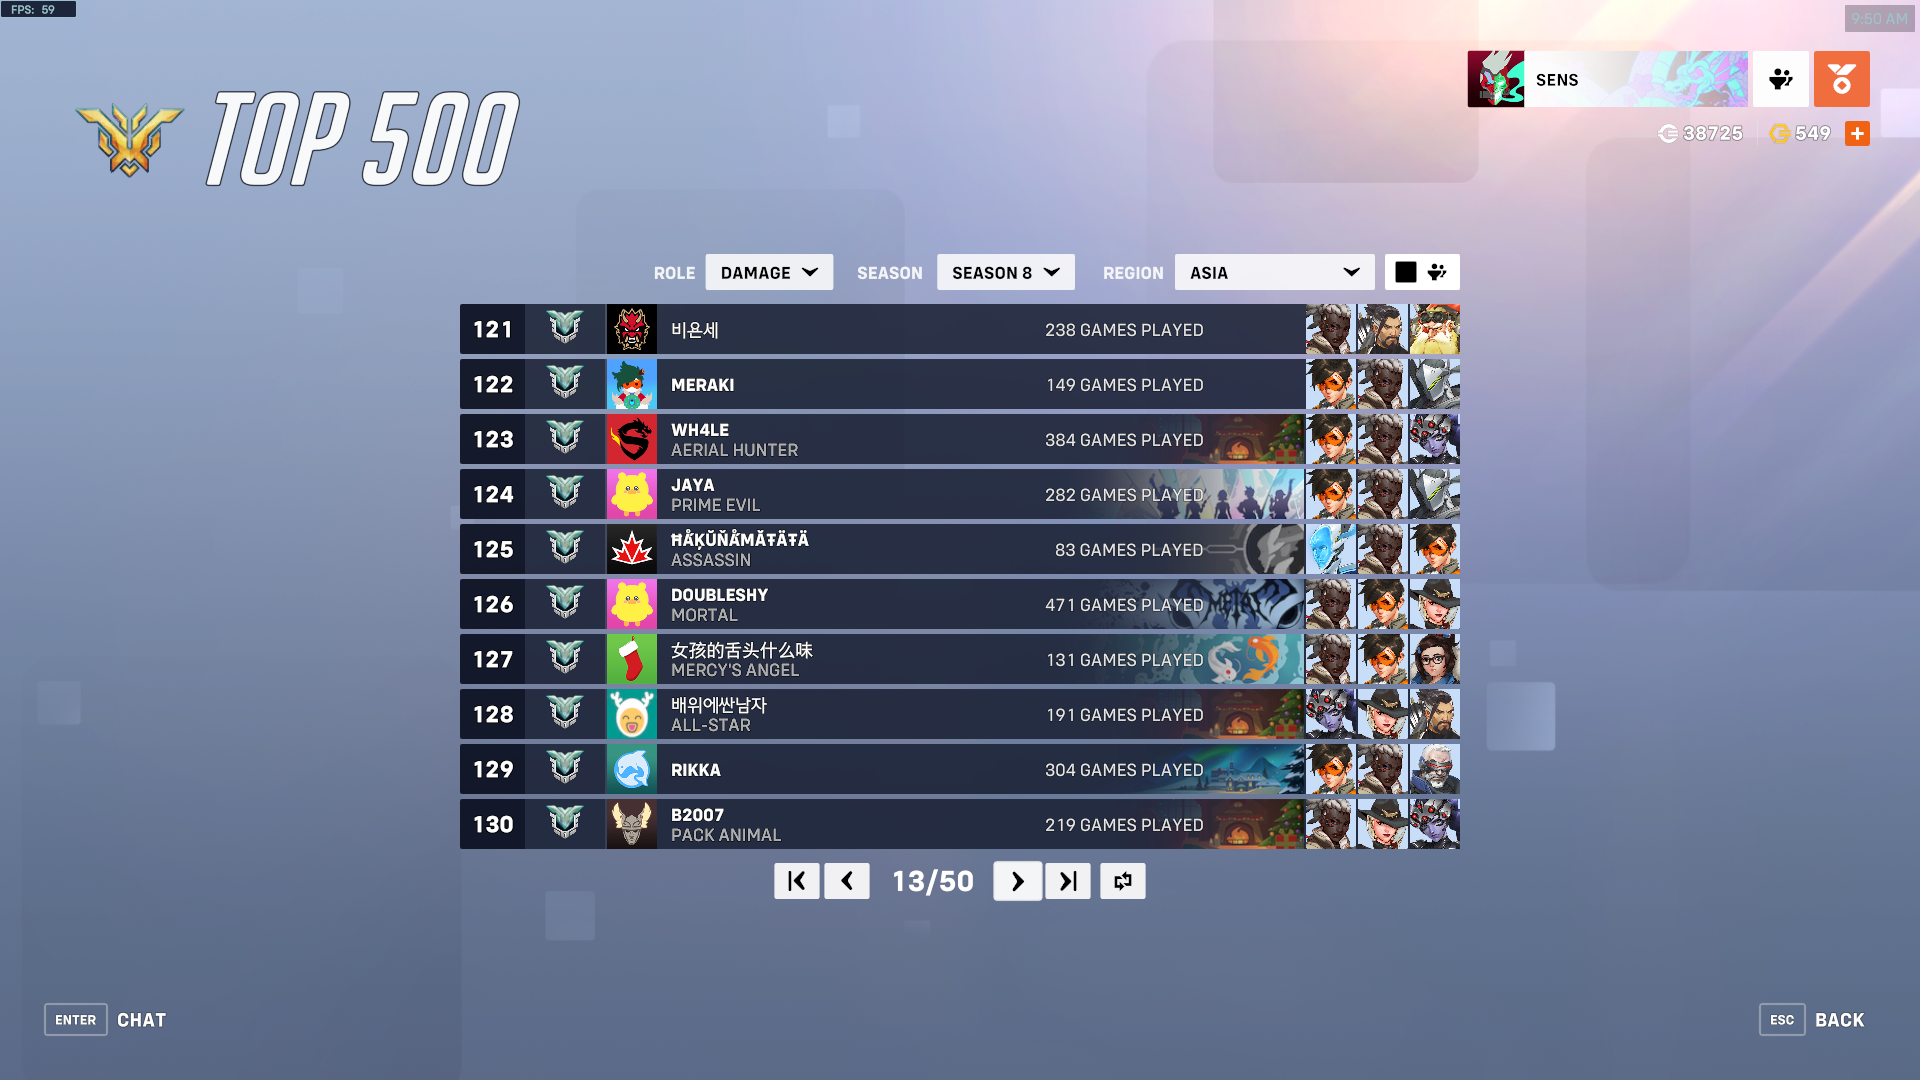 FPS: 59
9:50 AM
TOP 500
SENS
38725
549
ROLE DAMAGE SEASON SEASON 8 REGION ASIA
121 비욘세 238 GAMES PLAYED
122 MERAKI 149 GAMES PLAYED
123 WH4LE 384 GAMES PLAYED
AERIAL HUNTER
124 JAYA 282 GAMES PLAYED
PRIME EVIL
125 ĦÅĶŬŇÅMĂŦÄŦÄ 83 GAMES PLAYED
ASSASSIN
126 DOUBLESHY 471 GAMES PLAYED
MORTAL
METAL
127 女孩的舌头什么味 131 GAMES PLAYED
MERCY'S ANGEL
128 배위에싼남자 191 GAMES PLAYED
ALL-STAR
129 RIKKA 304 GAMES PLAYED
130 B2007 219 GAMES PLAYED
PACK ANIMAL
13/50
ENTER CHAT
ESC BACK